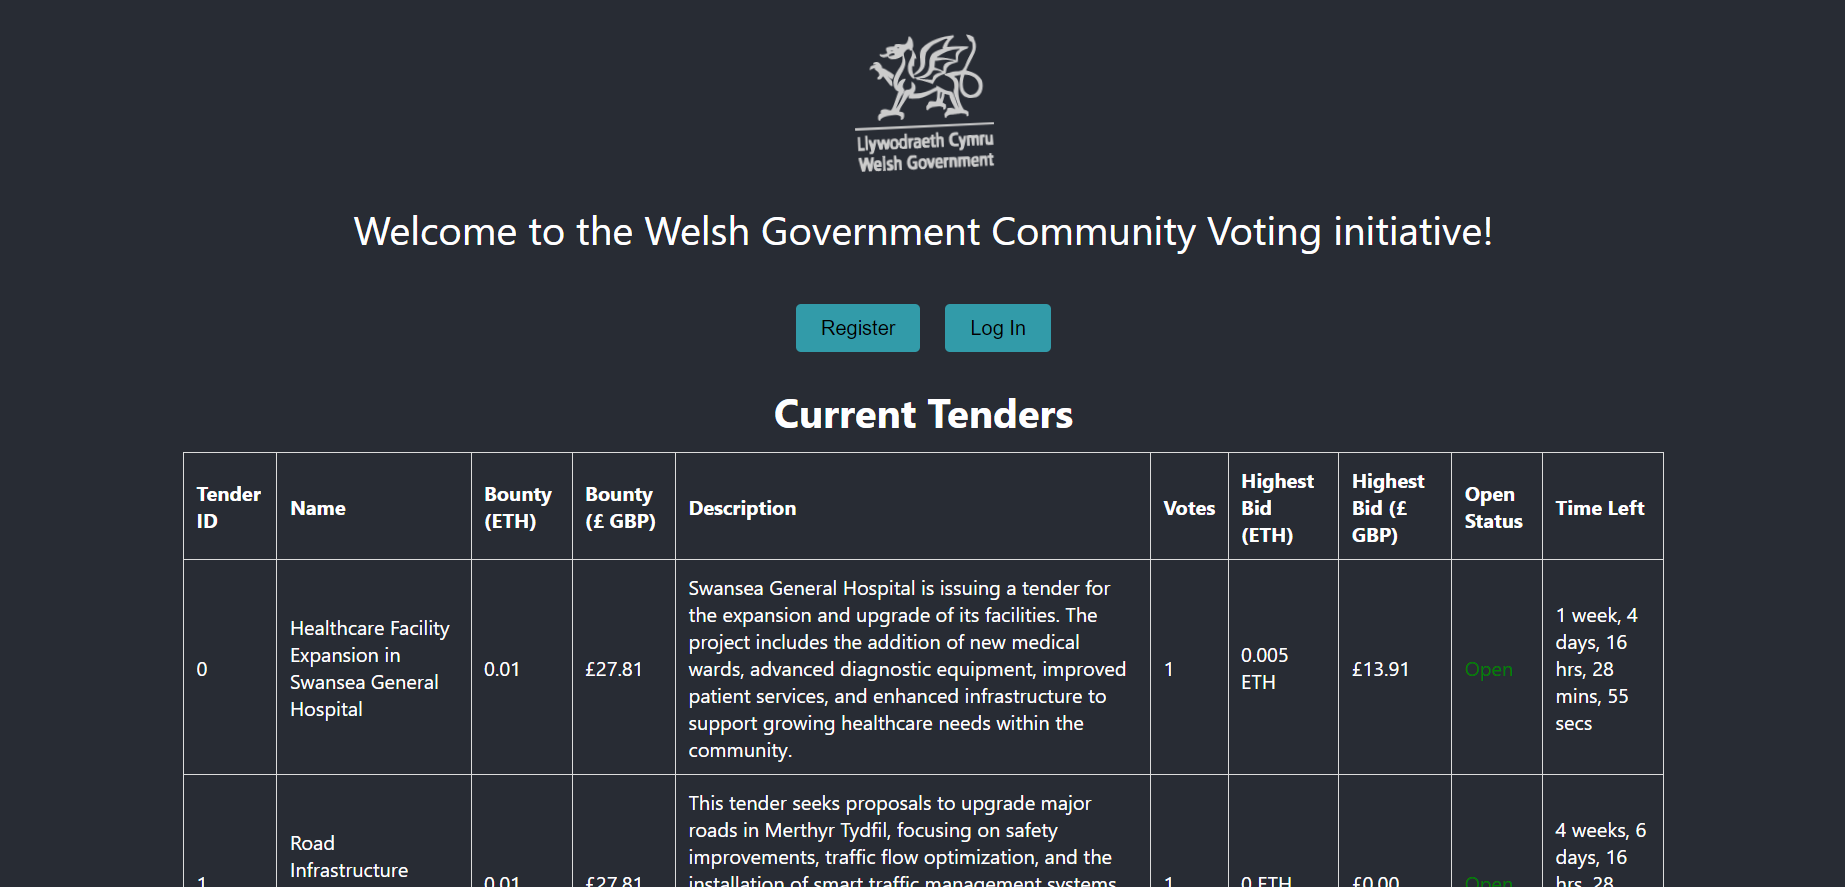 Llywodraeth Cymru
Welsh Government
Welcome to the Welsh Government Community Voting initiative!
Register
Log In
Current Tenders
Tender
ID
Name
Bounty
(ETH)
Bounty
(£ GBP)
Description
Votes
Highest
Bid
(ETH)
Highest
Bid (£
GBP)
Open
Status
Time Left
0
Healthcare Facility
Expansion in
Swansea General
Hospital
0.01
£27.81
Swansea General Hospital is issuing a tender for
the expansion and upgrade of its facilities. The
project includes the addition of new medical
wards, advanced diagnostic equipment, improved
patient services, and enhanced infrastructure to
support growing healthcare needs within the
community.
1
0.005
ETH
£13.91
Open
1 week, 4
days, 16
hrs, 28
mins, 55
secs
1
Road
Infrastructure
0.01
£27.81
This tender seeks proposals to upgrade major
roads in Merthyr Tydfil, focusing on safety
improvements, traffic flow optimization, and the
installation of smart traffic management systems
1
0 ETH
£0.00
Open
4 weeks, 6
days, 16
hrs, 28